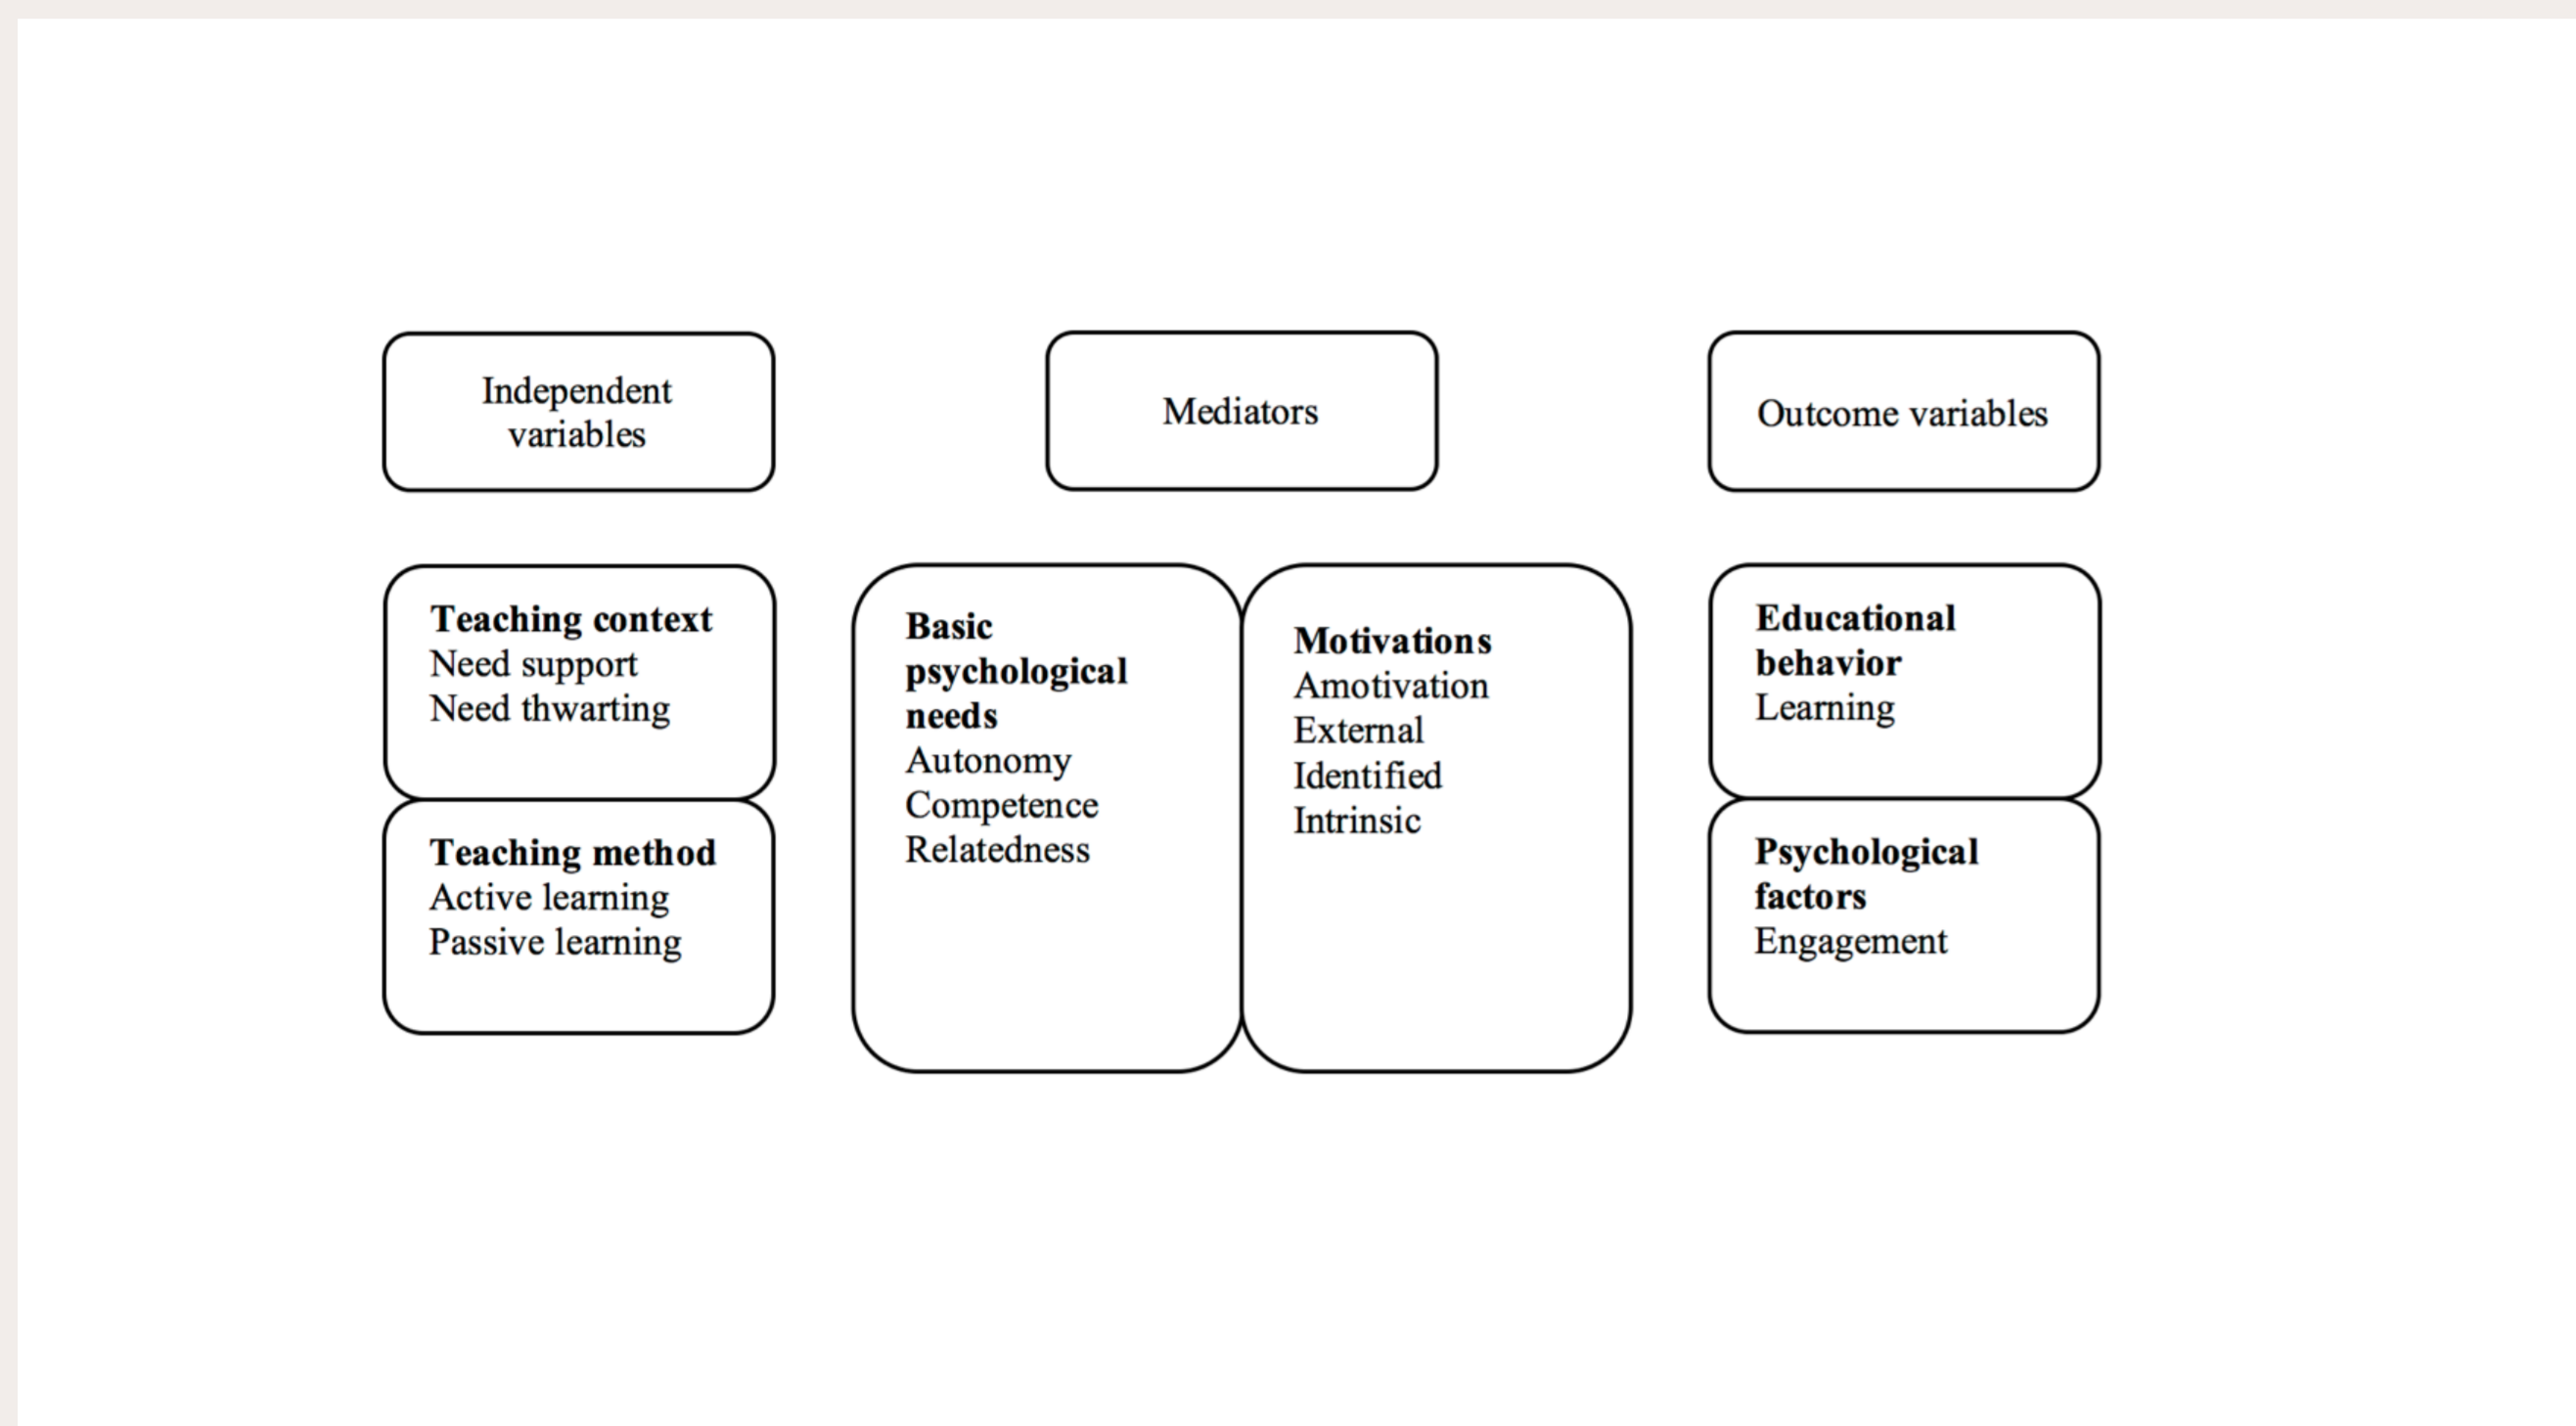 Independent
variables
Mediators
Outcome variables
Teaching context
Need support
Need thwarting
Teaching method
Active learning
Passive learning
Basic
psychological
needs
Autonomy
Competence
Relatedness
Motivations
Amotivation
External
Identified
Intrinsic
Educational
behavior
Learning
Psychological
factors
Engagement